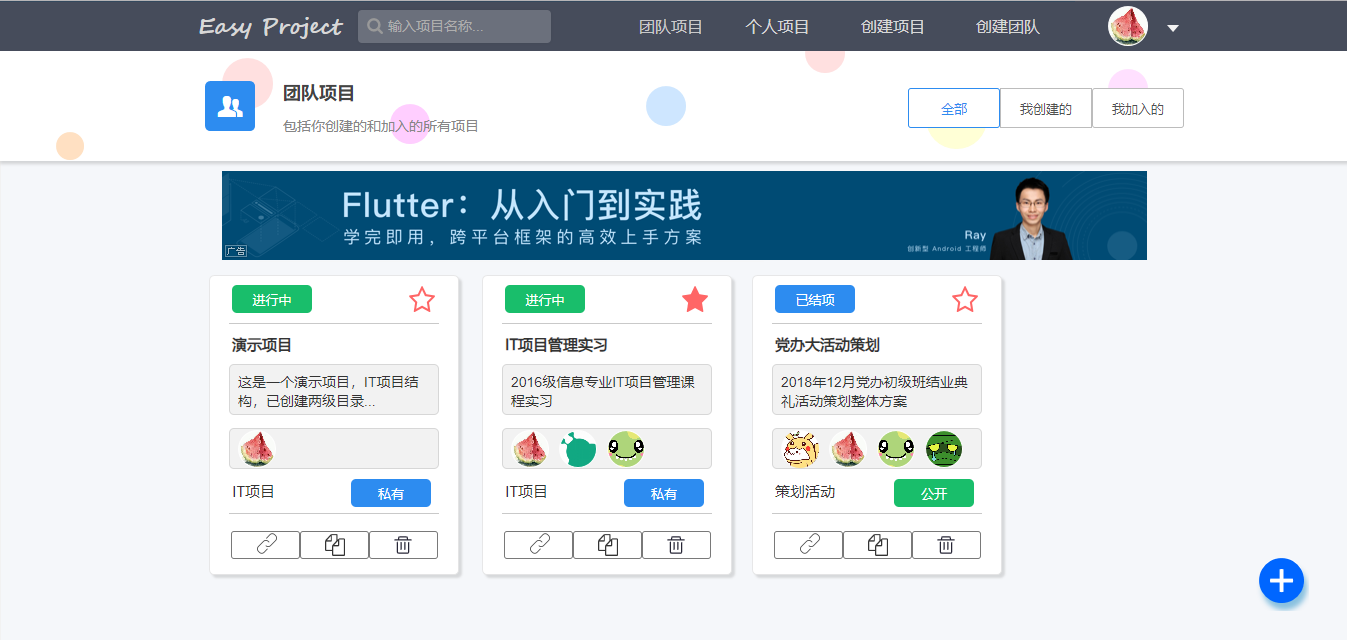 Easy Project
输入项目名称...
团队项目
个人项目
创建项目
创建团队
团队项目
包括你创建的和加入的所有项目
全部
我创建的
我加入的
Flutter：从入门到实践
学完即用，跨平台框架的高效上手方案
Ray
创新型 Android 工程师
广告
进行中
演示项目
这是一个演示项目，IT项目结
构，已创建两级目录...
IT项目
私有
进行中
IT项目管理实习
2016级信息专业IT项目管理课
程实习
IT项目
私有
已结项
党办大活动策划
2018年12月党办初级班结业典
礼活动策划整体方案
策划活动
公开